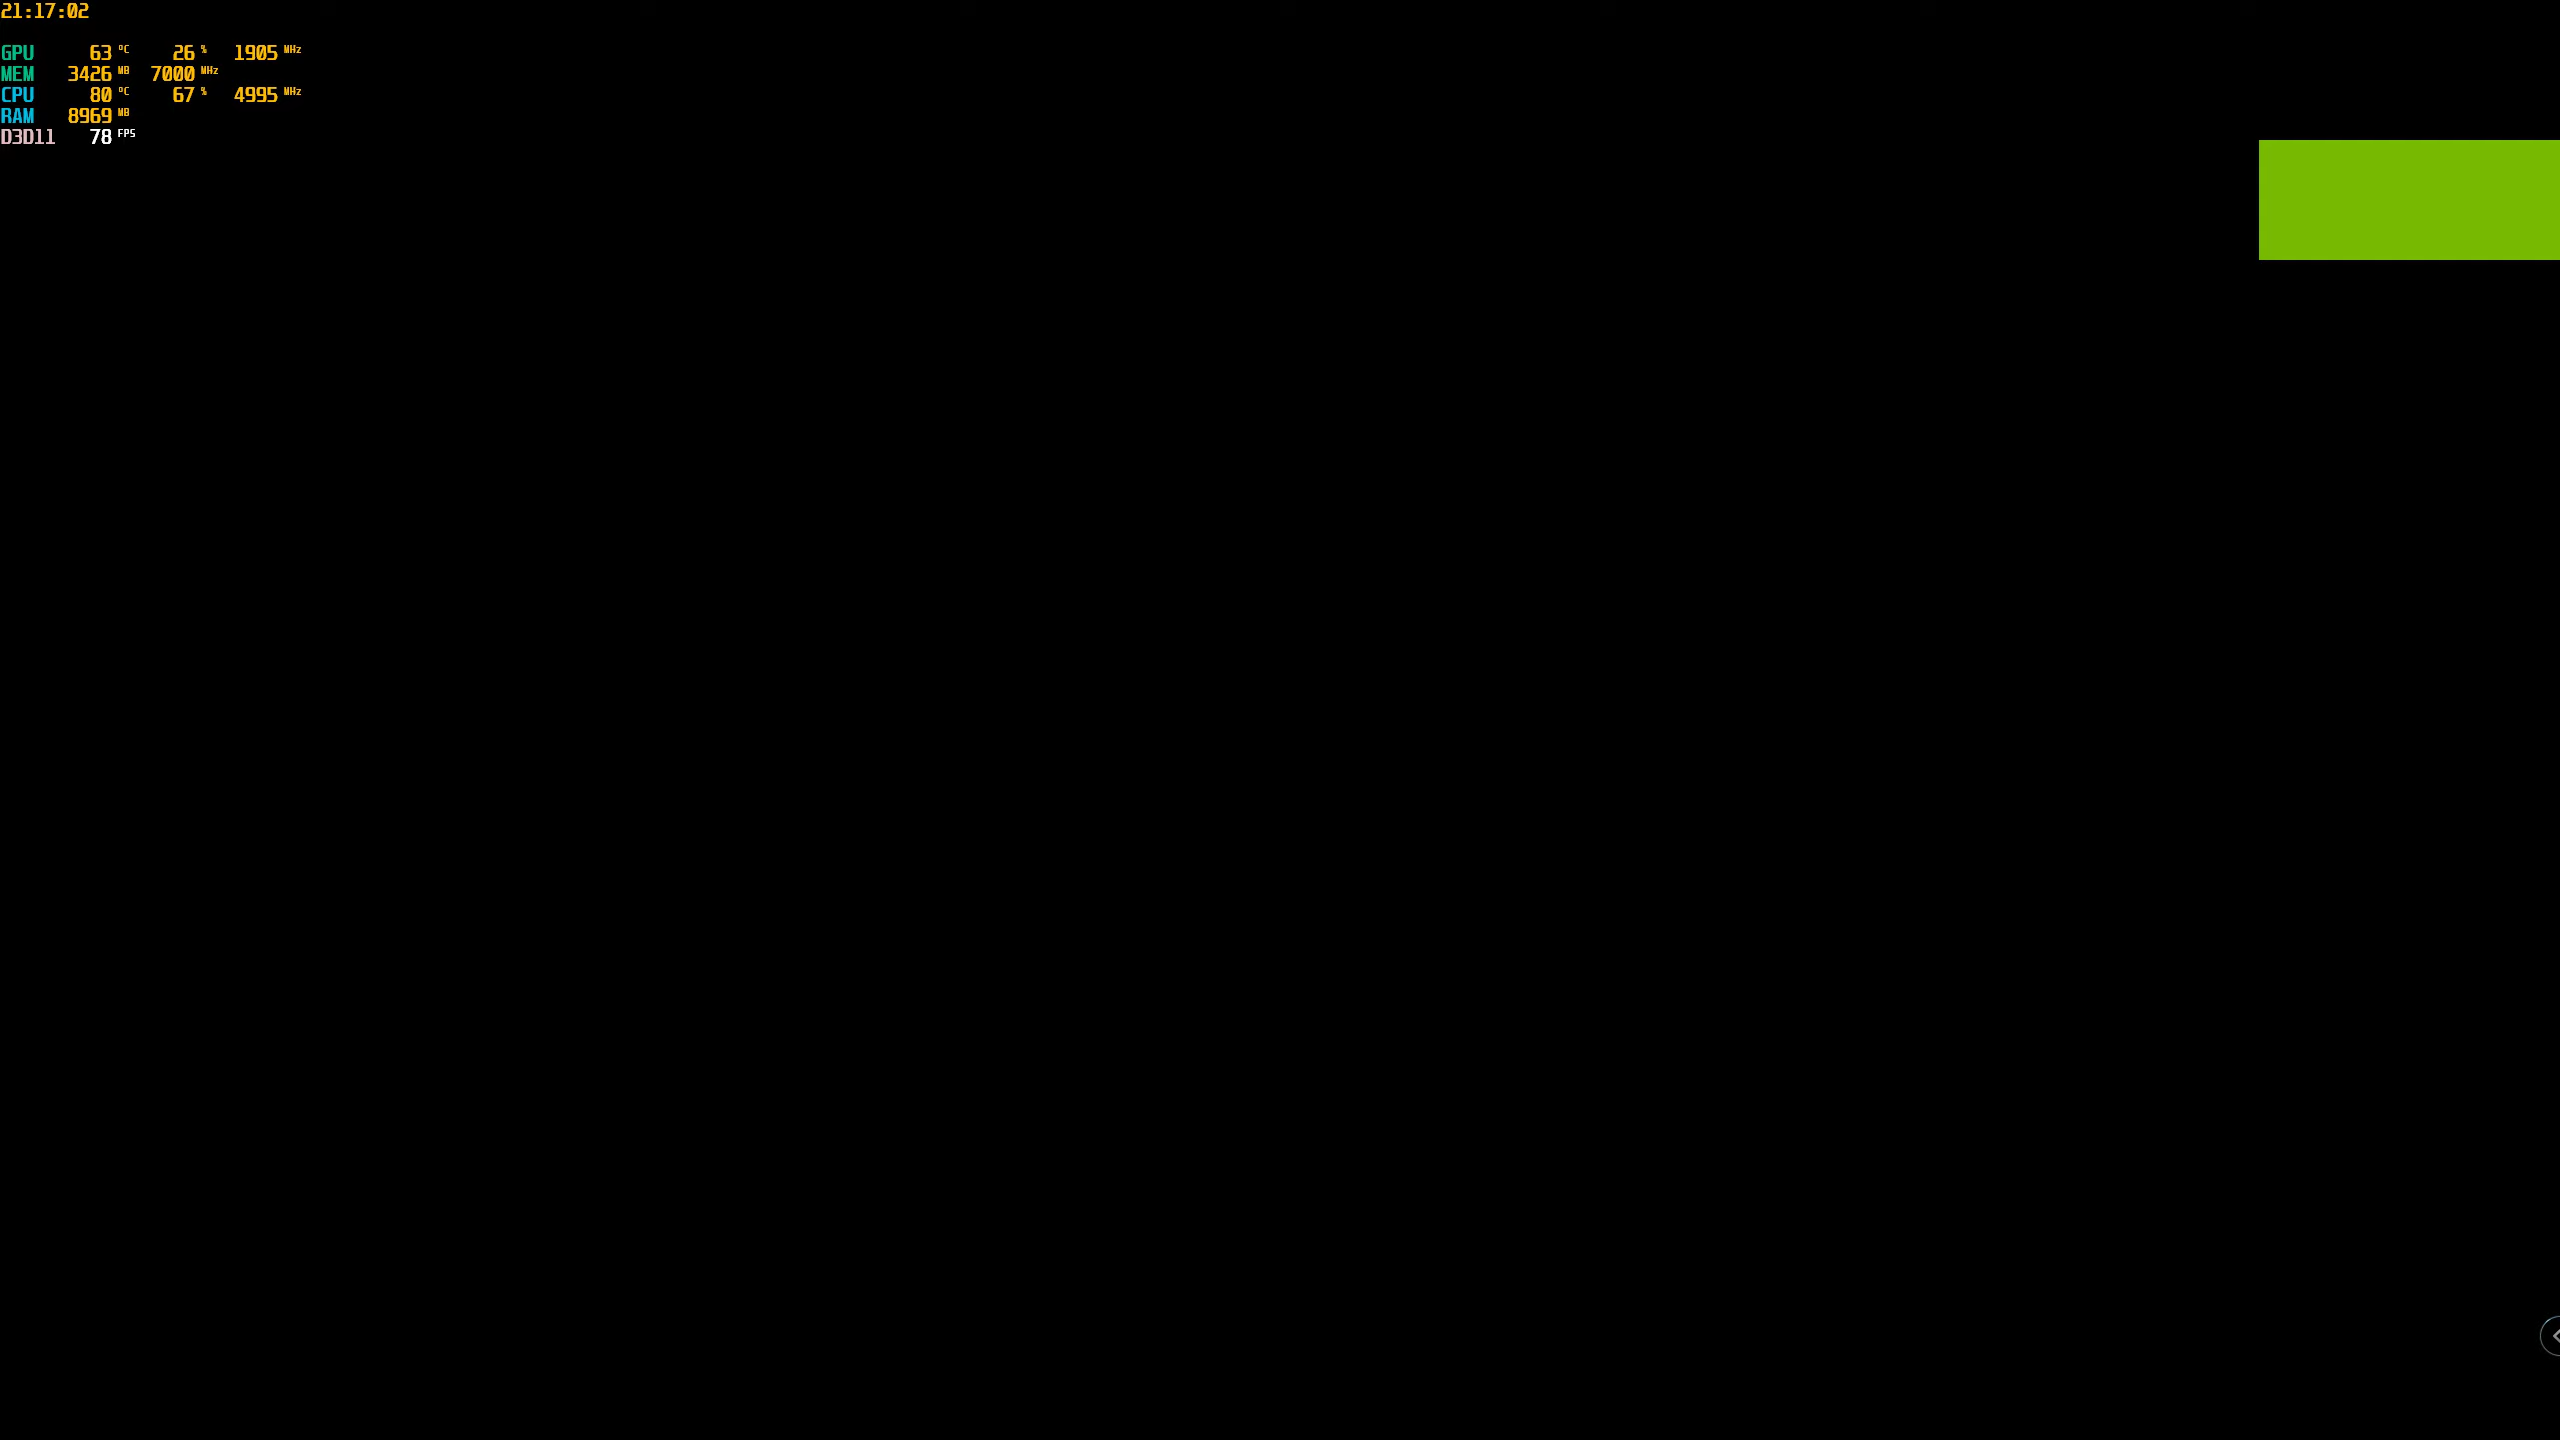 21:17:02
GPU 63 °C 26 % 1905 MHz
MEM 3426 MB 7000 MHz
CPU 80 °C 67 % 4995 MHz
RAM 8969 MB
D3D11 78 FPS